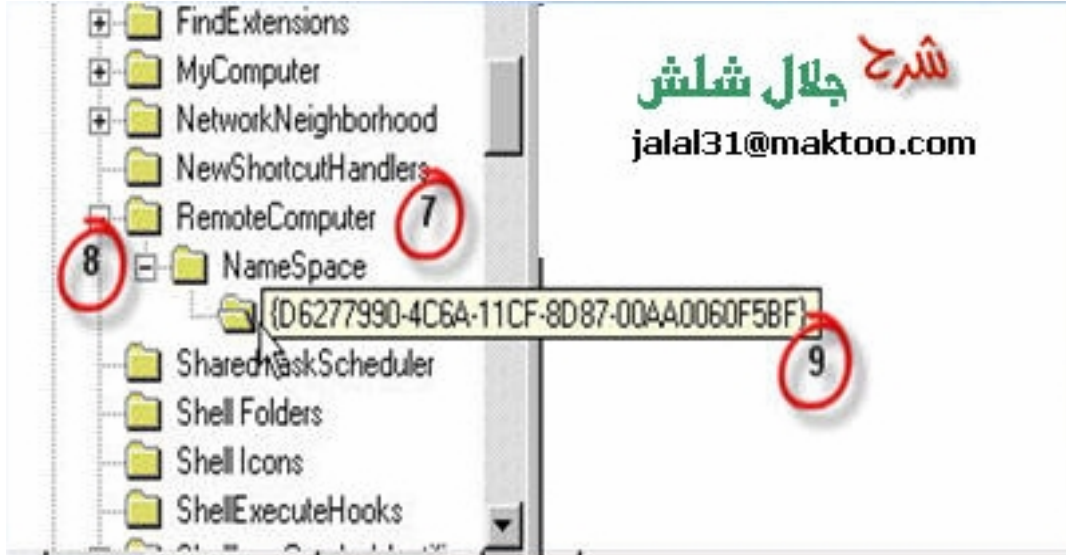 FindExtensions
MyComputer
NetworkNeighborhood
NewShortcutHandlers
RemoteComputer 7
8 NameSpace
{D6277990-4C6A-11CF-8D87-00AA0060F5BF}
9
SharedTaskScheduler
Shell Folders
Shell Icons
ShellExecuteHooks
شرح
جلال شلش
jalal31@maktoo.com